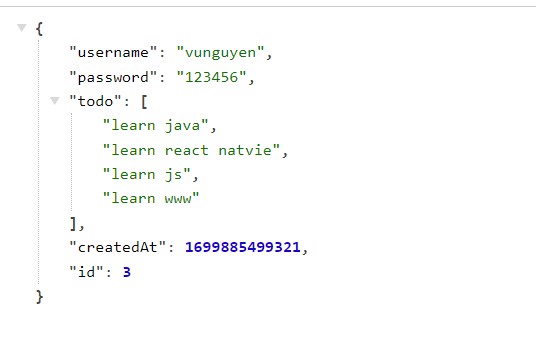 {
"username": "vunguyen",
"password": "123456",
"todo": [
"learn java",
"learn react natvie",
"learn js",
"learn www"
],
"createdAt": 1699885499321,
"id": 3
}